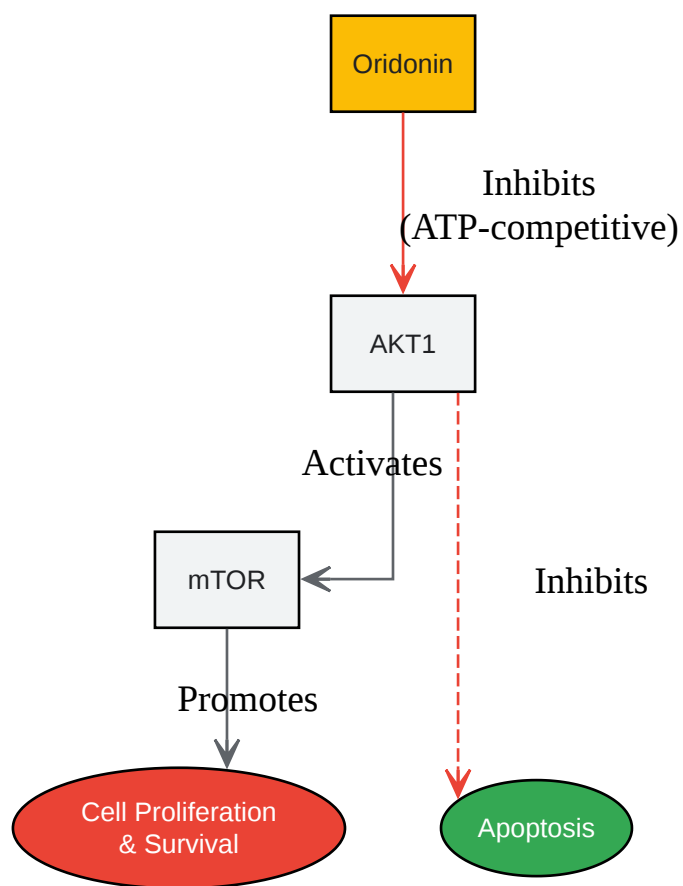 Oridonin
Inhibits
(ATP-competitive)
AKT1
Activates
mTOR
Inhibits
Promotes
Cell Proliferation
& Survival
Apoptosis